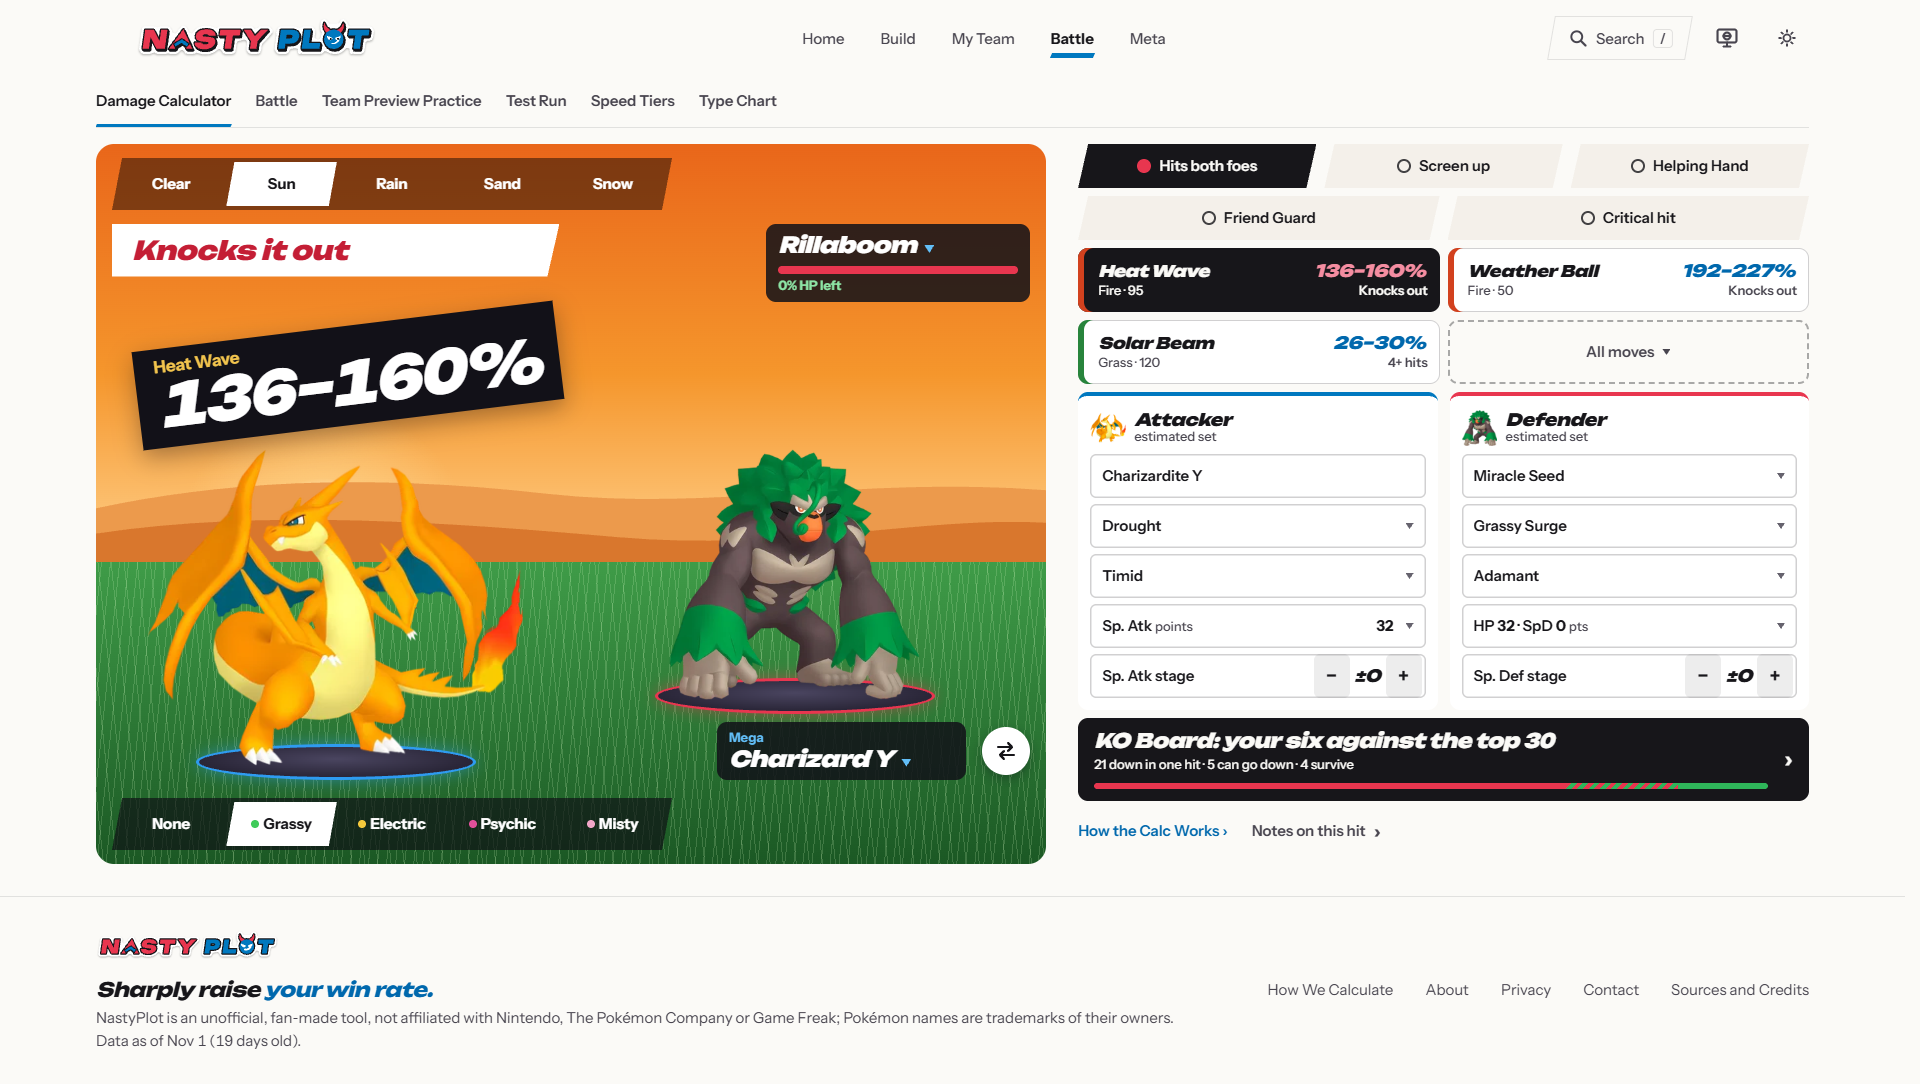 NASTY PLOT
Home
Build
My Team
Battle
Meta
Search /
Damage Calculator
Battle
Team Preview Practice
Test Run
Speed Tiers
Type Chart
Clear
Sun
Rain
Sand
Snow
Knocks it out
Rillaboom
0% HP left
Heat Wave
136–160%
Mega
Charizard Y
None
Grassy
Electric
Psychic
Misty
Hits both foes
Screen up
Helping Hand
Friend Guard
Critical hit
Heat Wave 136–160%
Fire · 95 Knocks out
Weather Ball 192–227%
Fire · 50 Knocks out
Solar Beam 26–30%
Grass · 120 4+ hits
All moves
Attacker
estimated set
Charizardite Y
Drought
Timid
Sp. Atk points 32
Sp. Atk stage − ±0 +
Defender
estimated set
Miracle Seed
Grassy Surge
Adamant
HP 32 · SpD 0 pts
Sp. Def stage − ±0 +
KO Board: your six against the top 30
21 down in one hit · 5 can go down · 4 survive
How the Calc Works ›
Notes on this hit ›
NASTY PLOT
Sharply raise your win rate.
NastyPlot is an unofficial, fan-made tool, not affiliated with Nintendo, The Pokémon Company or Game Freak; Pokémon names are trademarks of their owners.
Data as of Nov 1 (19 days old).
How We Calculate
About
Privacy
Contact
Sources and Credits